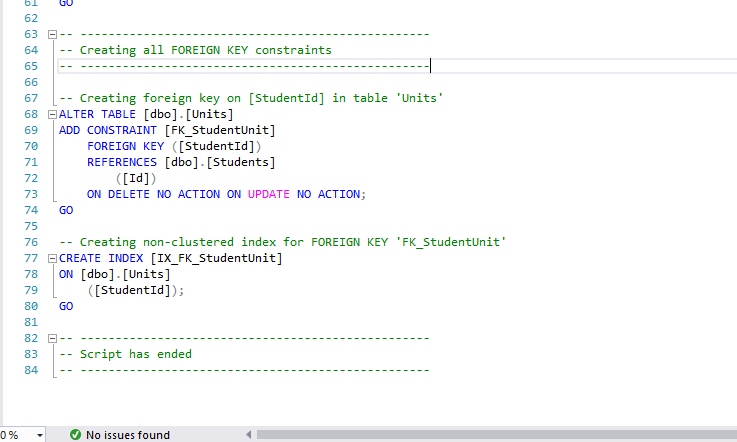 61 GO
62
63 -- --------------------------------------------------
64 -- Creating all FOREIGN KEY constraints
65 -- --------------------------------------------------
66
67 -- Creating foreign key on [StudentId] in table 'Units'
68 ALTER TABLE [dbo].[Units]
69 ADD CONSTRAINT [FK_StudentUnit]
70     FOREIGN KEY ([StudentId])
71     REFERENCES [dbo].[Students]
72         ([Id])
73     ON DELETE NO ACTION ON UPDATE NO ACTION;
74 GO
75
76 -- Creating non-clustered index for FOREIGN KEY 'FK_StudentUnit'
77 CREATE INDEX [IX_FK_StudentUnit]
78 ON [dbo].[Units]
79     ([StudentId]);
80 GO
81
82 -- --------------------------------------------------
83 -- Script has ended
84 -- --------------------------------------------------
0 % No issues found